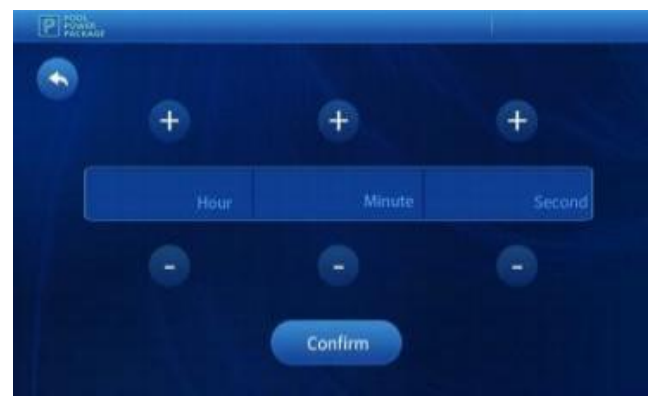 P POOL
POWER
PACKAGE
+ + +
Hour Minute Second
- - -
Confirm